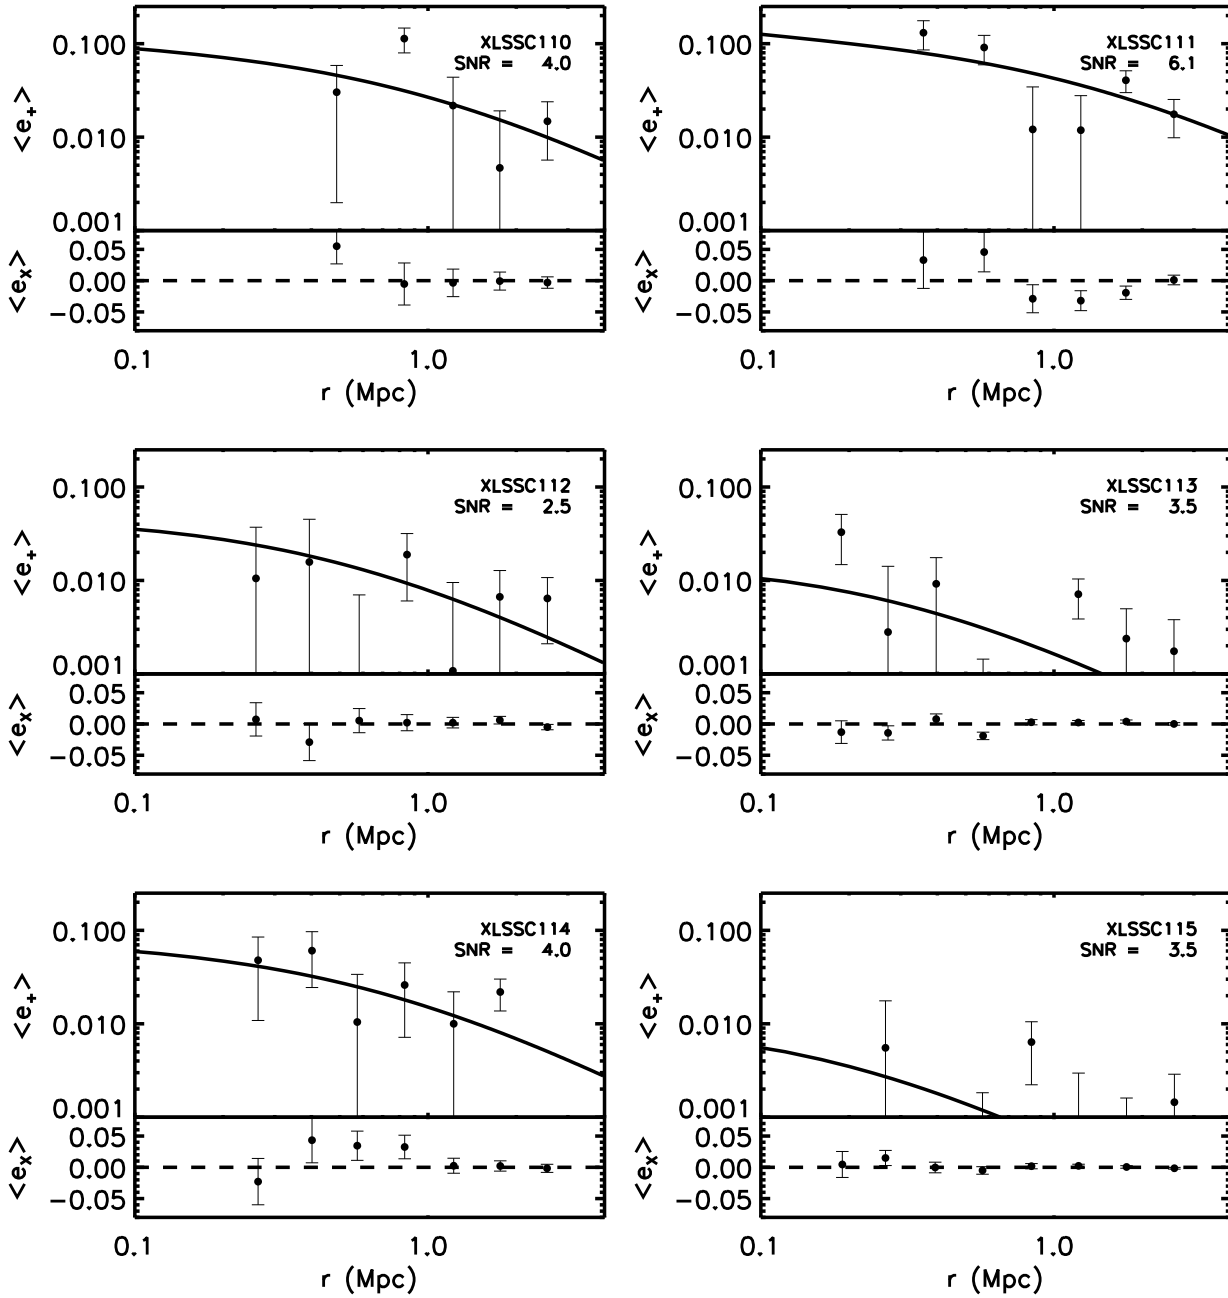 XLSSC110
SNR = 4.0
0.100
0.010
0.001
<e+>
0.05
0.00
−0.05
<ex>
0.1 1.0
r (Mpc)
XLSSC111
SNR = 6.1
0.100
0.010
0.001
<e+>
0.05
0.00
−0.05
<ex>
0.1 1.0
r (Mpc)
XLSSC112
SNR = 2.5
0.100
0.010
0.001
<e+>
0.05
0.00
−0.05
<ex>
0.1 1.0
r (Mpc)
XLSSC113
SNR = 3.5
0.100
0.010
0.001
<e+>
0.05
0.00
−0.05
<ex>
0.1 1.0
r (Mpc)
XLSSC114
SNR = 4.0
0.100
0.010
0.001
<e+>
0.05
0.00
−0.05
<ex>
0.1 1.0
r (Mpc)
XLSSC115
SNR = 3.5
0.100
0.010
0.001
<e+>
0.05
0.00
−0.05
<ex>
0.1 1.0
r (Mpc)